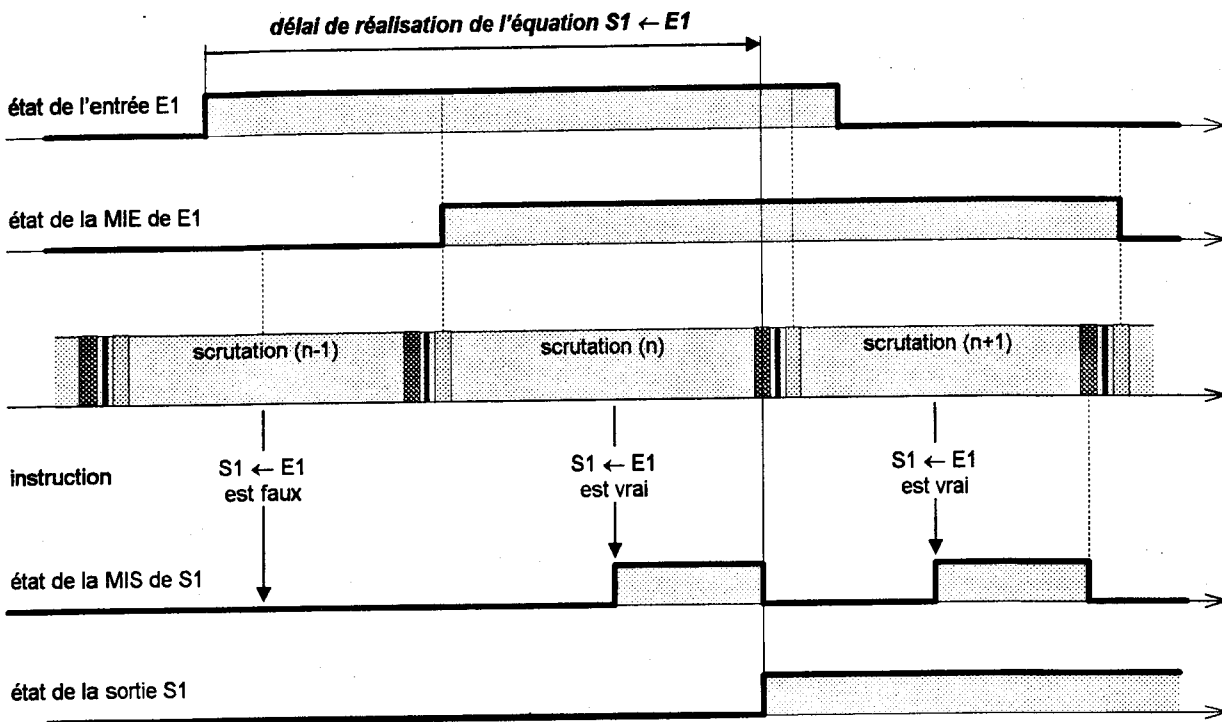 délai de réalisation de l'équation S1 ← E1
état de l'entrée E1
état de la MIE de E1
scrutation (n-1)
scrutation (n)
scrutation (n+1)
instruction
S1 ← E1
est faux
S1 ← E1
est vrai
S1 ← E1
est vrai
état de la MIS de S1
état de la sortie S1